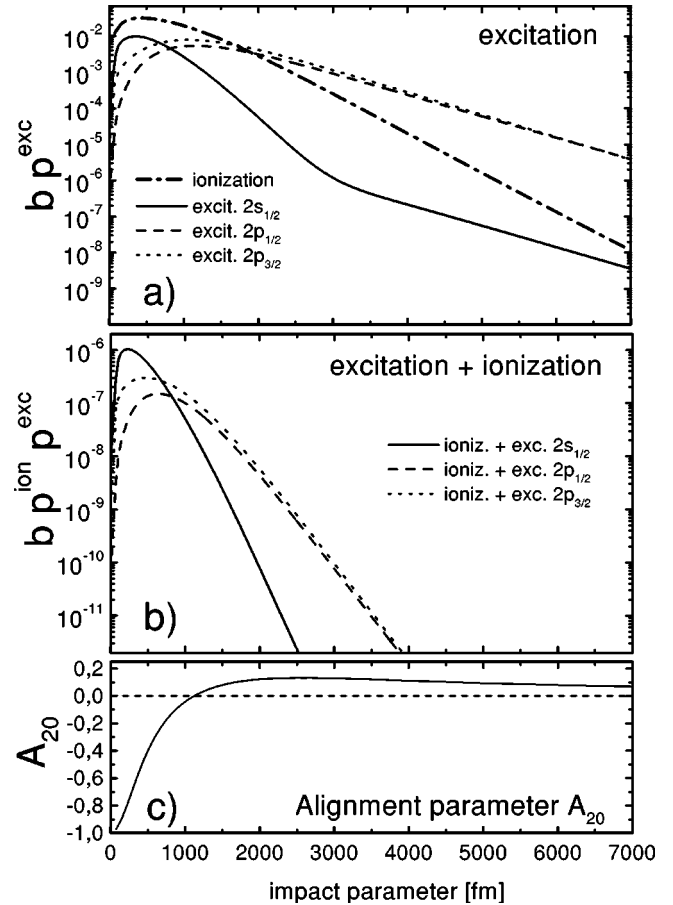 excitation
10⁻²
10⁻³
10⁻⁴
10⁻⁵
10⁻⁶
10⁻⁷
10⁻⁸
10⁻⁹
b p^exc
ionization
excit. 2s₁/₂
excit. 2p₁/₂
excit. 2p₃/₂
a)
excitation + ionization
10⁻⁶
10⁻⁷
10⁻⁸
10⁻⁹
10⁻¹⁰
10⁻¹¹
b p^ion p^exc
ioniz. + exc. 2s₁/₂
ioniz. + exc. 2p₁/₂
ioniz. + exc. 2p₃/₂
b)
0,2
0,0
-0,2
-0,4
-0,6
-0,8
-1,0
A₂₀
c)
Alignment parameter A₂₀
0 1000 2000 3000 4000 5000 6000 7000
impact parameter [fm]